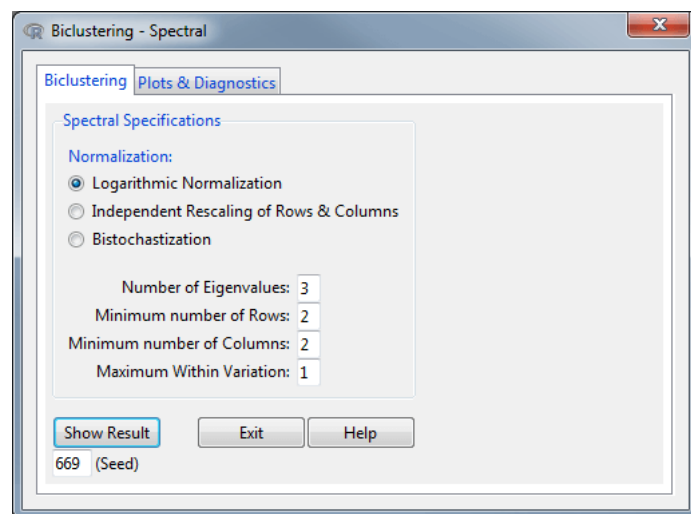 Biclustering - Spectral
Biclustering Plots & Diagnostics
Spectral Specifications
Normalization:
Logarithmic Normalization
Independent Rescaling of Rows & Columns
Bistochastization
Number of Eigenvalues: 3
Minimum number of Rows: 2
Minimum number of Columns: 2
Maximum Within Variation: 1
Show Result Exit Help
669 (Seed)